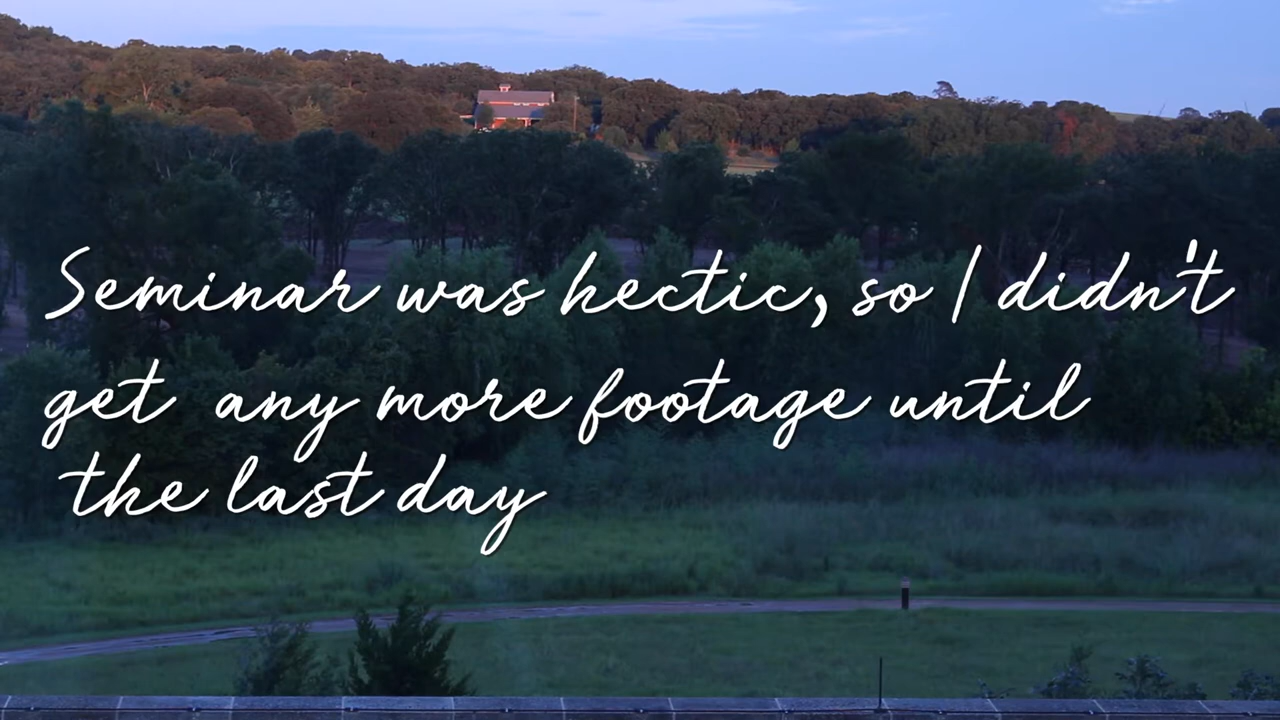 Seminar was hectic, so I didn't
get any more footage until
the last day